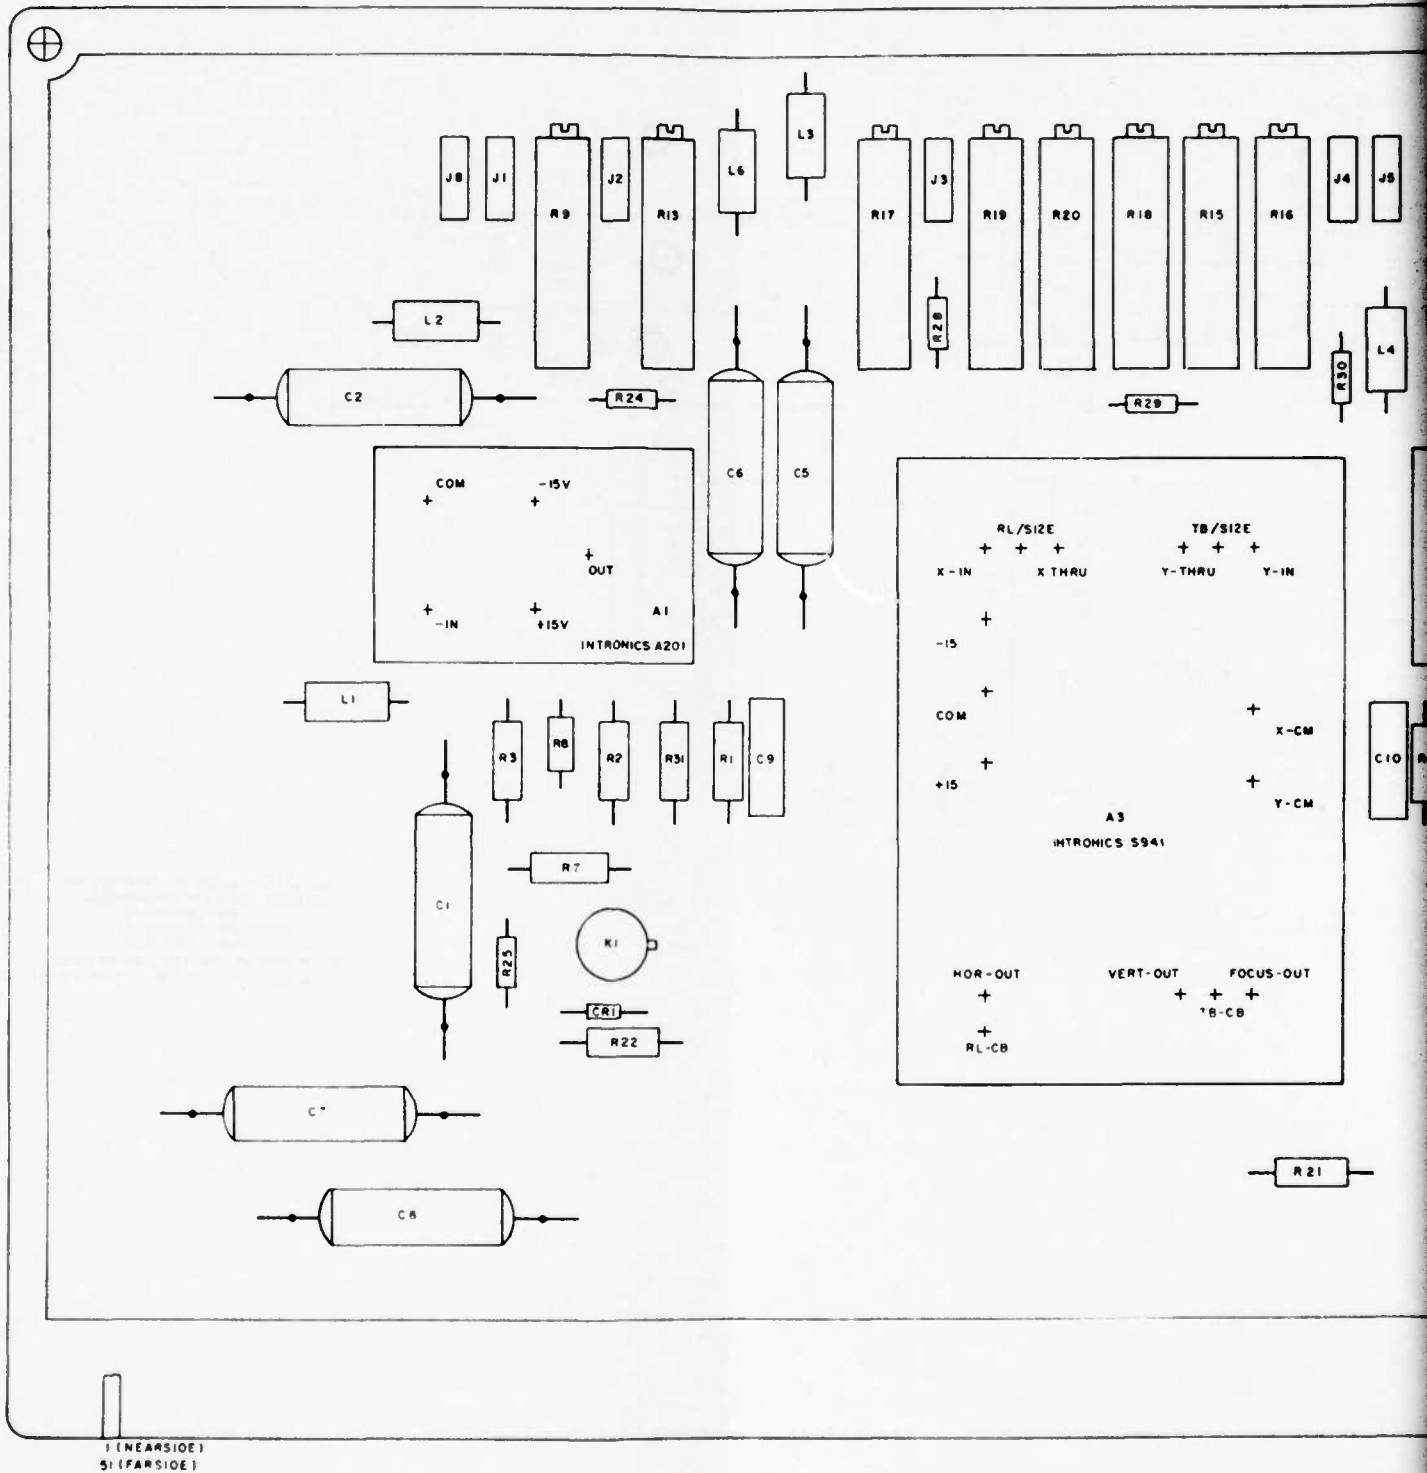 L3
J8 J1 R9 J2 R13 L6 R17 J3 R19 R20 R18 R15 R16 J4 J5
L2
R28
R30
L4
C2
R24
R29
C6 C5
COM -15V
OUT
-IN +15V A1
INTRONICS A201
RL/SIZE TB/SIZE
X-IN X THRU Y-THRU Y-IN
-15
COM
X-CM
+15
Y-CM
A3
INTRONICS S941
L1
R3 R8 R2 R31 R1 C9
C10
R7
C1
R25
K1
CR1
R22
HOR-OUT VERT-OUT FOCUS-OUT
TB-CB
RL-CB
C7
R21
C8
1 (NEARSIDE)
51 (FARSIDE)